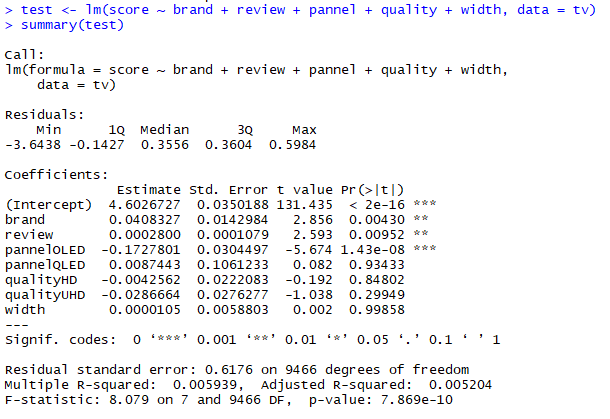 > test <- lm(score ~ brand + review + pannel + quality + width, data = tv)
> summary(test)

Call:
lm(formula = score ~ brand + review + pannel + quality + width,
    data = tv)

Residuals:
    Min      1Q  Median      3Q     Max
-3.6438 -0.1427  0.3556  0.3604  0.5984

Coefficients:
              Estimate Std. Error t value Pr(>|t|)
(Intercept)  4.6026727  0.0350188 131.435  < 2e-16 ***
brand        0.0408327  0.0142984   2.856  0.00430 **
review       0.0002800  0.0001079   2.593  0.00952 **
pannelOLED  -0.1727801  0.0304497  -5.674 1.43e-08 ***
pannelQLED   0.0087443  0.1061233   0.082  0.93433
qualityHD   -0.0042562  0.0222083  -0.192  0.84802
qualityUHD  -0.0286664  0.0276277  -1.038  0.29949
width        0.0000105  0.0058803   0.002  0.99858
---
Signif. codes:  0 ‘***’ 0.001 ‘**’ 0.01 ‘*’ 0.05 ‘.’ 0.1 ‘ ’ 1

Residual standard error: 0.6176 on 9466 degrees of freedom
Multiple R-squared:  0.005939,	Adjusted R-squared:  0.005204
F-statistic: 8.079 on 7 and 9466 DF,  p-value: 7.869e-10